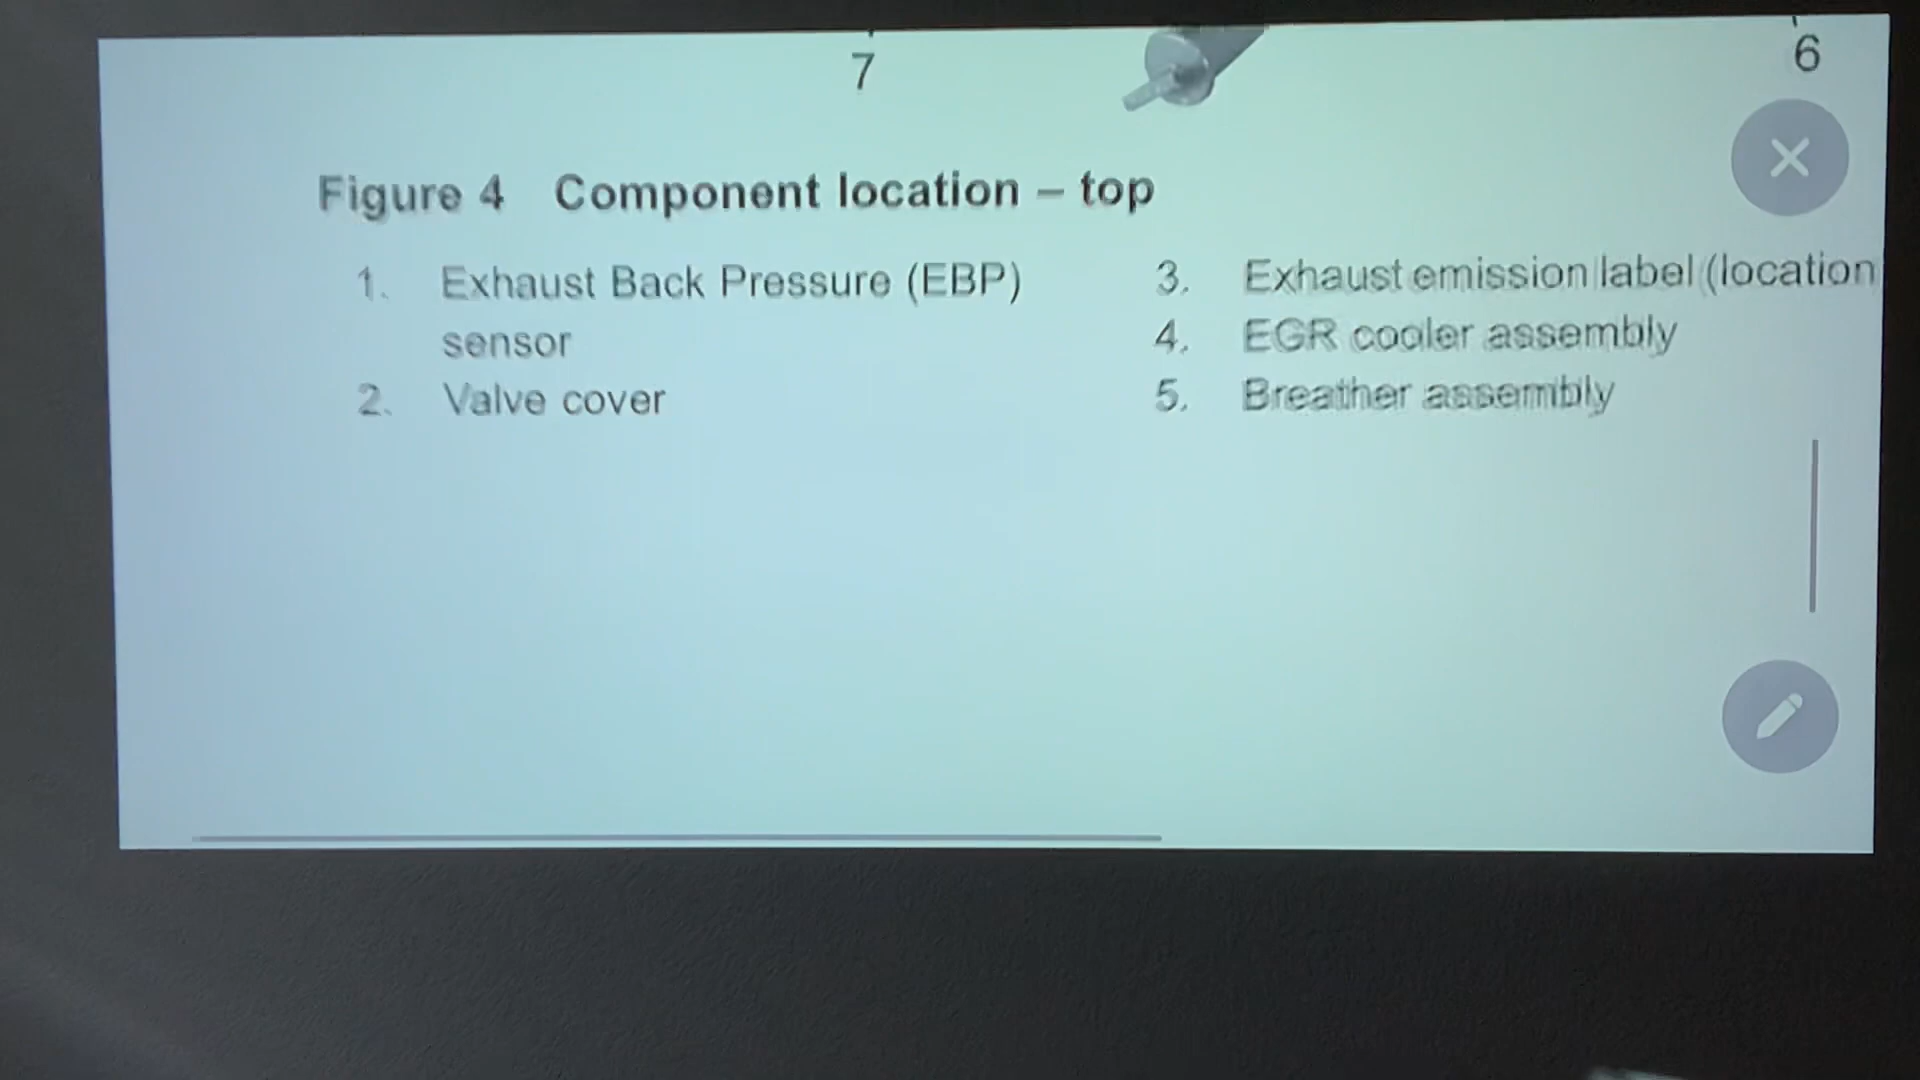 7
6
Figure 4 Component location – top
1. Exhaust Back Pressure (EBP)
sensor
2. Valve cover
3. Exhaust emission label (location
4. EGR cooler assembly
5. Breather assembly